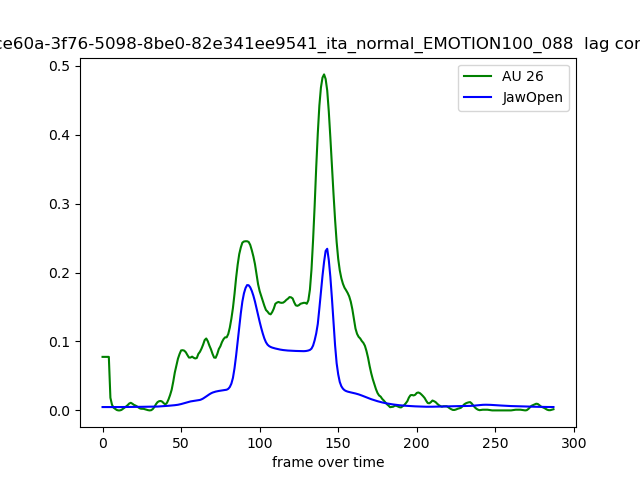 ce60a-3f76-5098-8be0-82e341ee9541_ita_normal_EMOTION100_088 lag cor
AU 26
JawOpen
0.5
0.4
0.3
0.2
0.1
0.0
0 50 100 150 200 250 300
frame over time